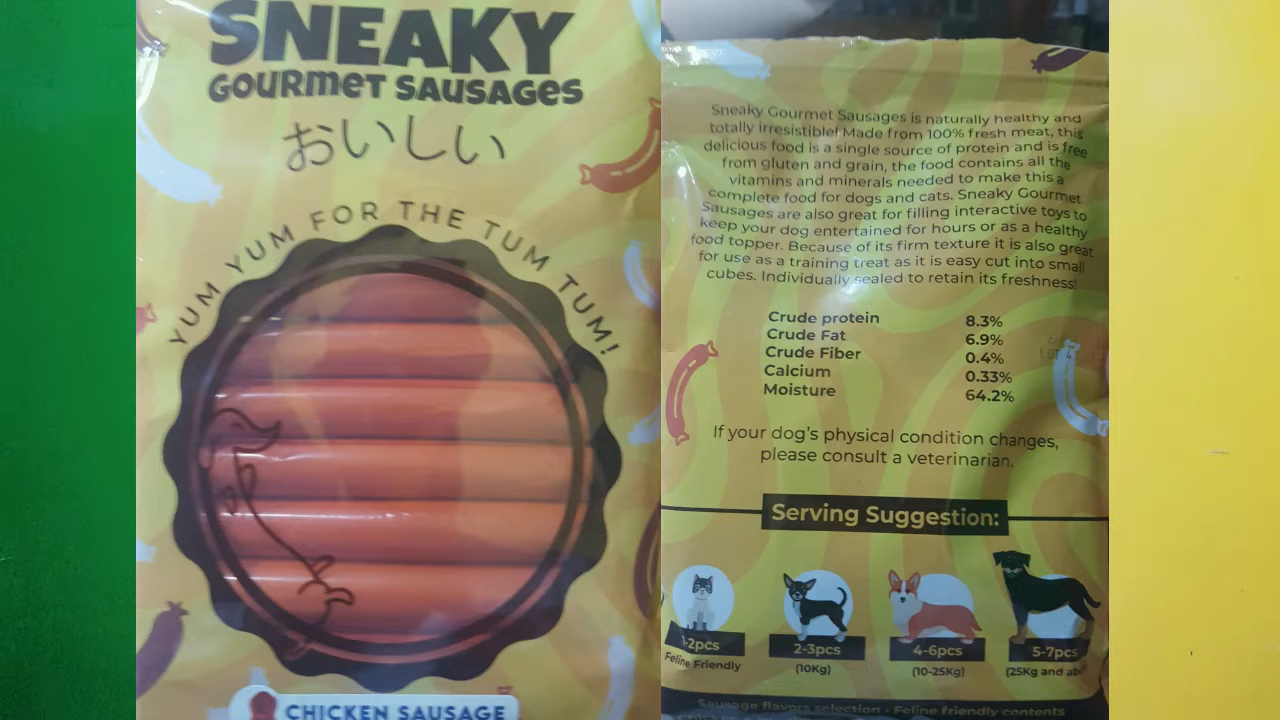 SNEAKY
GOURMET SAUSAGES
おいしい
YUM YUM FOR THE TUM TUM TUM!
CHICKEN SAUSAGE
Sneaky Gourmet Sausages is naturally healthy and
totally irresistible! Made from 100% fresh meat, this
delicious food is a single source of protein and is free
from gluten and grain, the food contains all the
vitamins and minerals needed to make this a
complete food for dogs and cats. Sneaky Gourmet
Sausages are also great for filling interactive toys to
keep your dog entertained for hours or as a healthy
food topper. Because of its firm texture it is also great
for use as a training treat as it is easy cut into small
cubes. Individually sealed to retain its freshness!
Crude protein 8.3%
Crude Fat 6.9%
Crude Fiber 0.4%
Calcium 0.33%
Moisture 64.2%
LOT
If your dog's physical condition changes,
please consult a veterinarian.
Serving Suggestion:
1-2pcs 2-3pcs 4-6pcs 5-7pcs
Feline Friendly (10Kg) (10-25Kg) (25Kg and
Sausage flavors selection - Feline friendly contents